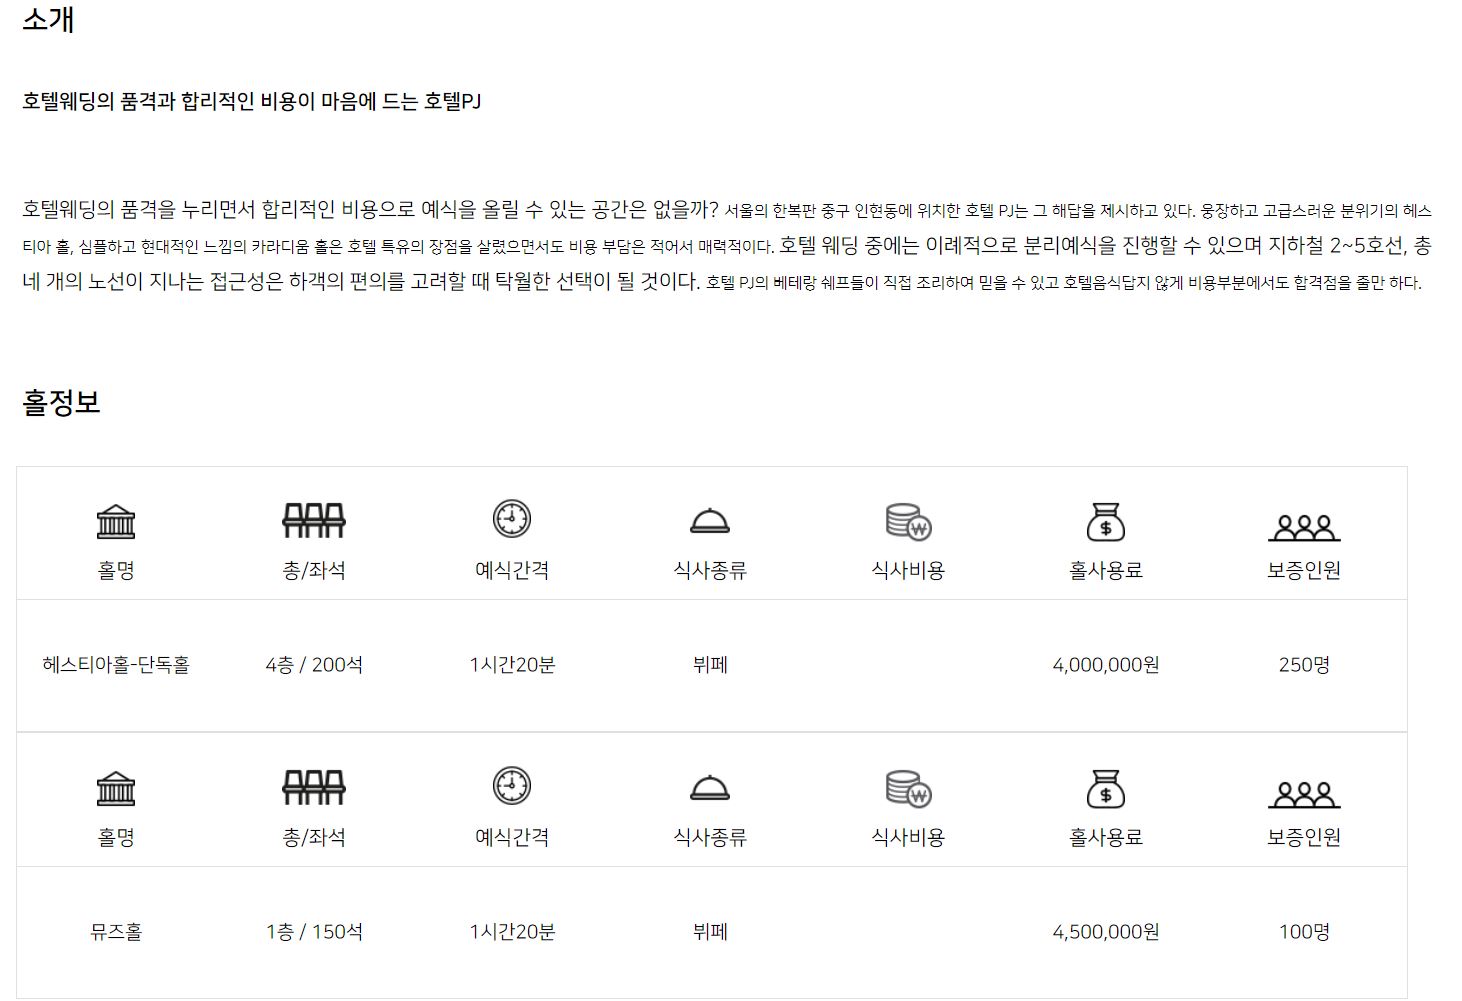 소개
호텔웨딩의 품격과 합리적인 비용이 마음에 드는 호텔PJ
호텔웨딩의 품격을 누리면서 합리적인 비용으로 예식을 올릴 수 있는 공간은 없을까? 서울의 한복판 중구 인현동에 위치한 호텔 PJ는 그 해답을 제시하고 있다. 웅장하고 고급스러운 분위기의 헤스
티아 홀, 심플하고 현대적인 느낌의 카라디움 홀은 호텔 특유의 장점을 살렸으면서도 비용 부담은 적어서 매력적이다. 호텔 웨딩 중에는 이례적으로 분리예식을 진행할 수 있으며 지하철 2~5호선, 총
네 개의 노선이 지나는 접근성은 하객의 편의를 고려할 때 탁월한 선택이 될 것이다. 호텔 PJ의 베테랑 쉐프들이 직접 조리하여 믿을 수 있고 호텔음식답지 않게 비용부분에서도 합격점을 줄만 하다.
홀정보
홀명 총/좌석 예식간격 식사종류 식사비용 홀사용료 보증인원
헤스티아홀-단독홀 4층 / 200석 1시간20분 뷔페 4,000,000원 250명
홀명 총/좌석 예식간격 식사종류 식사비용 홀사용료 보증인원
뮤즈홀 1층 / 150석 1시간20분 뷔페 4,500,000원 100명